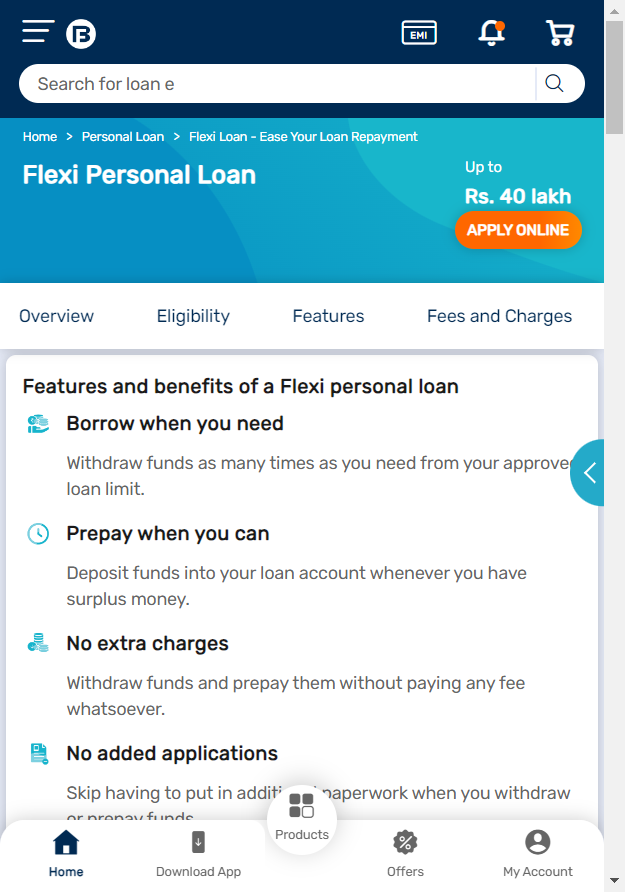 EMI
Search for loan e
Home > Personal Loan > Flexi Loan - Ease Your Loan Repayment
Flexi Personal Loan
Up to
Rs. 40 lakh
APPLY ONLINE
Overview Eligibility Features Fees and Charges
Features and benefits of a Flexi personal loan
Borrow when you need
Withdraw funds as many times as you need from your approved
loan limit.
Prepay when you can
Deposit funds into your loan account whenever you have
surplus money.
No extra charges
Withdraw funds and prepay them without paying any fee
whatsoever.
No added applications
Skip having to put in additional paperwork when you withdraw
or prepay funds
Products
Home Download App Offers My Account